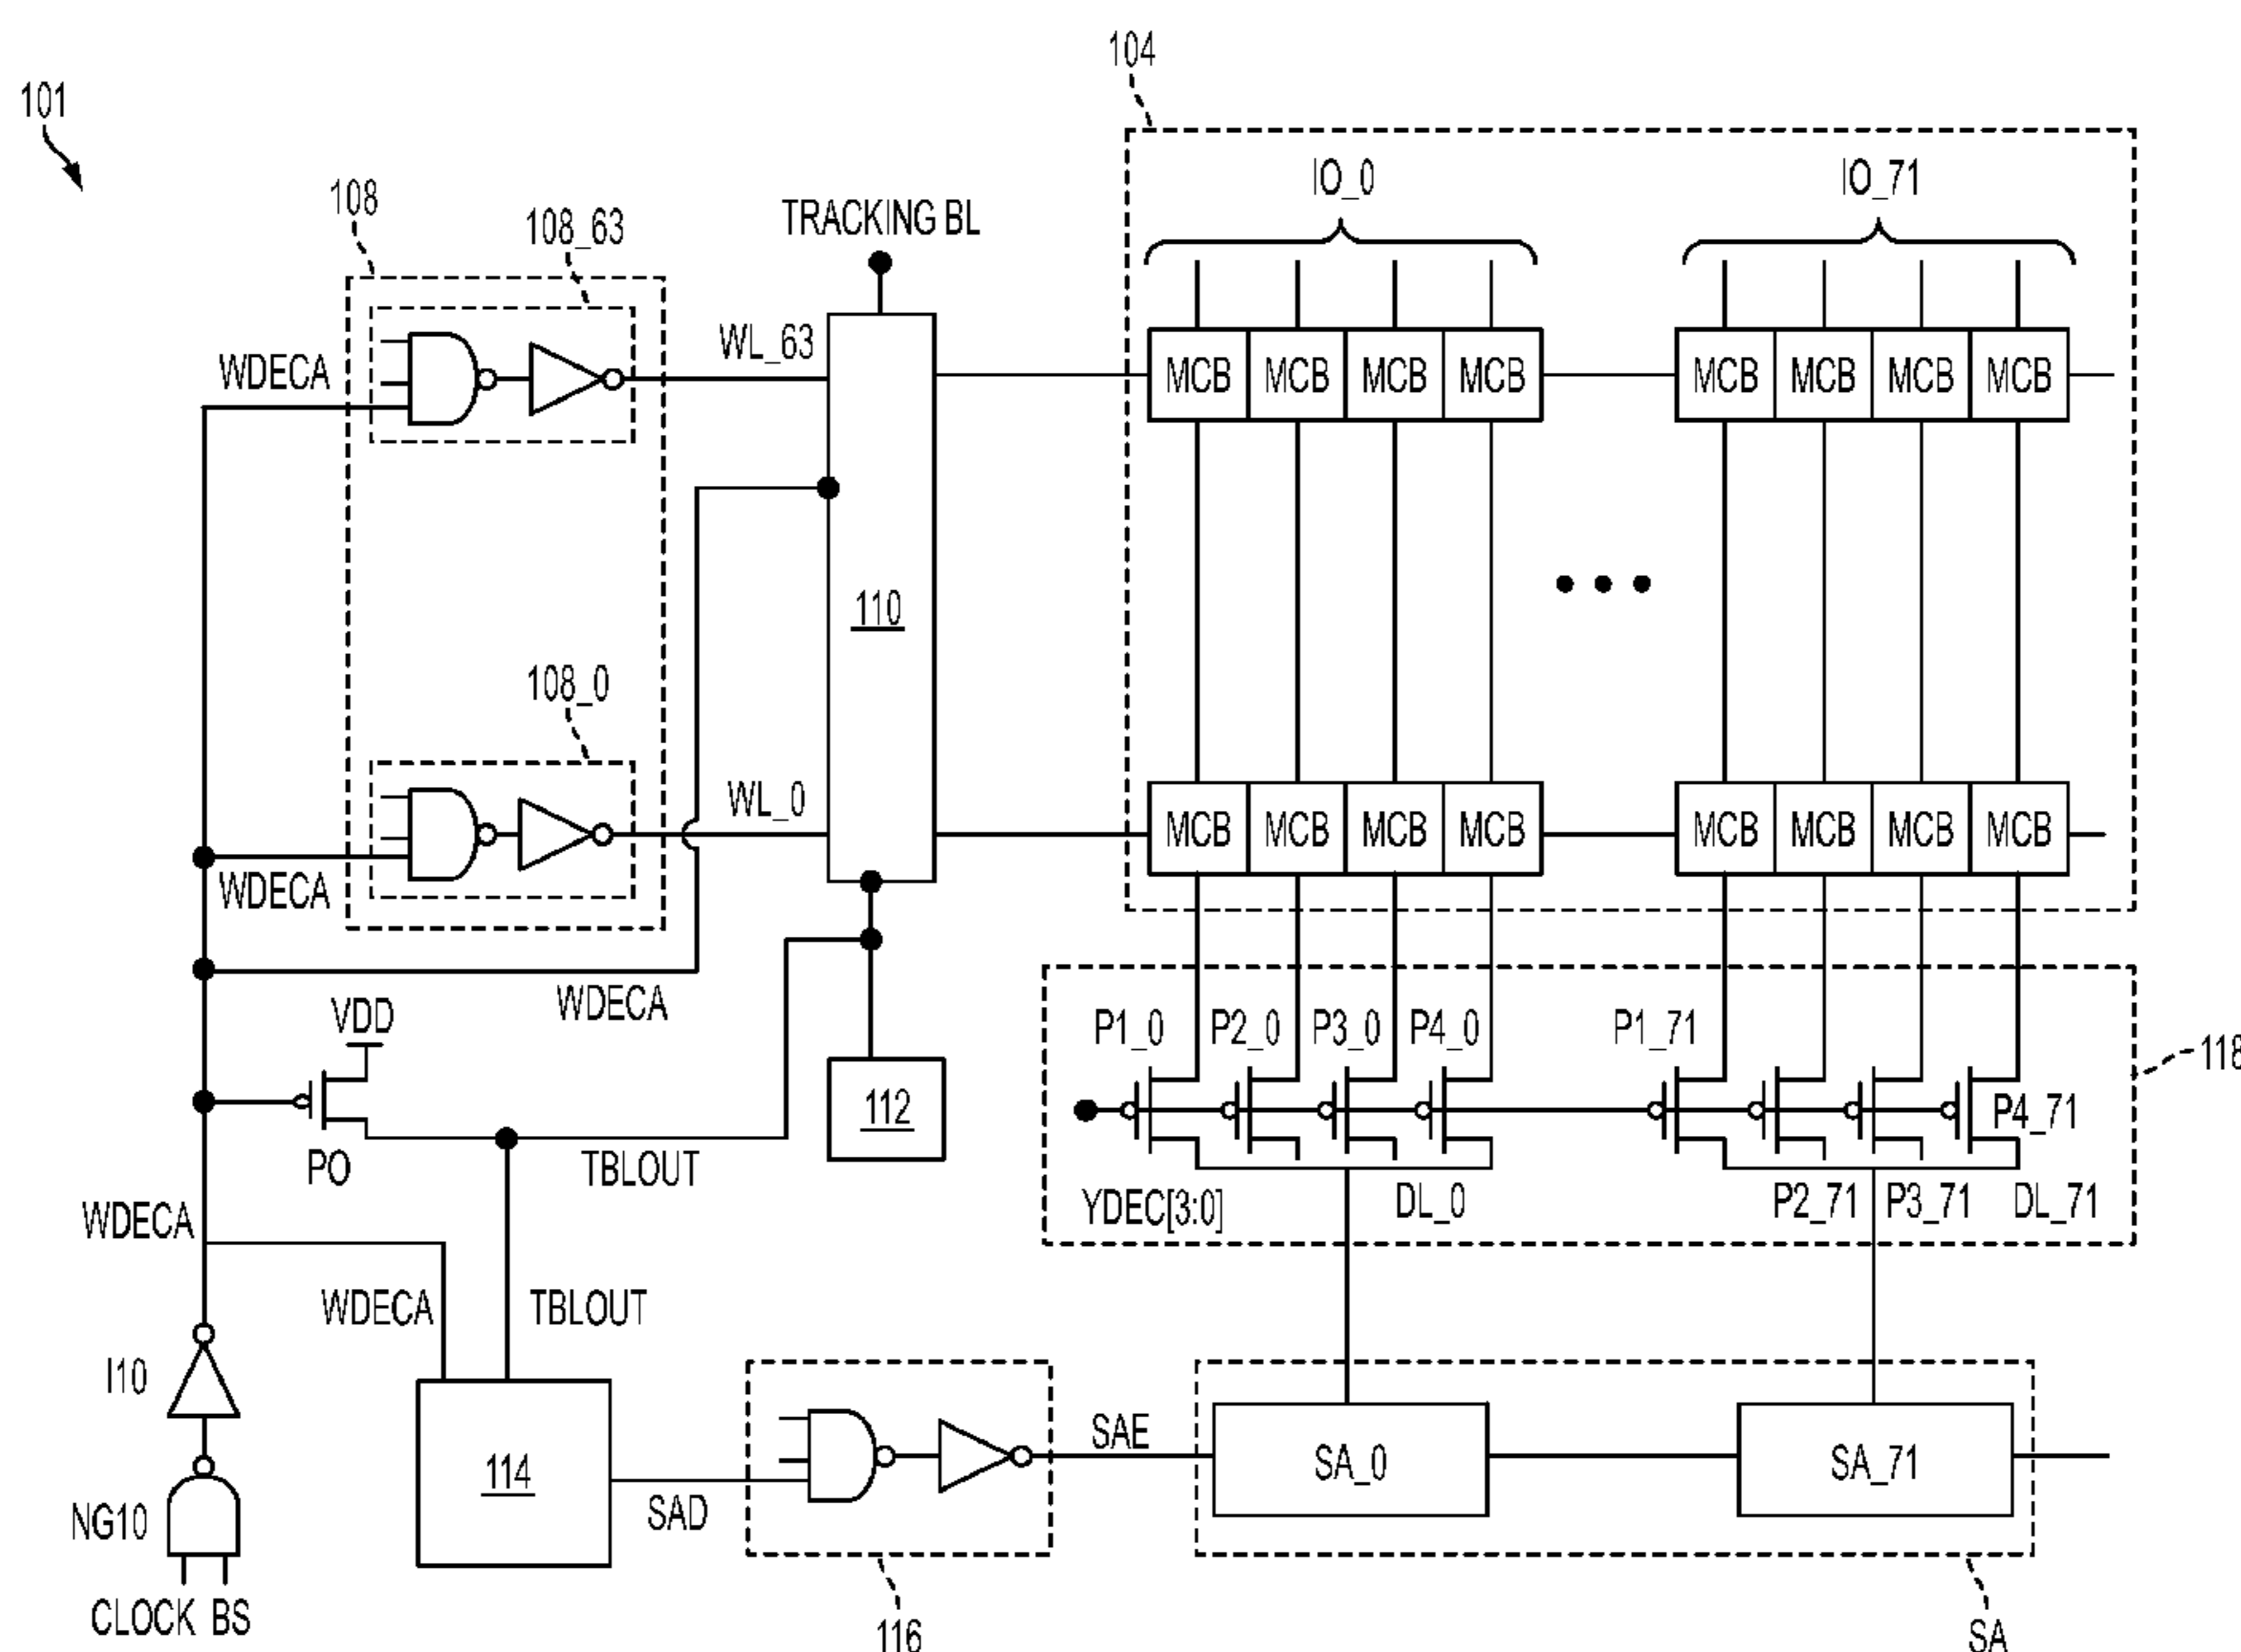 104
101
IO_0
IO_71
108
108_63
TRACKING BL
WL_63
WDECA
MCB MCB MCB MCB
MCB MCB MCB MCB
110
108_0
WL_0
MCB MCB MCB MCB
MCB MCB MCB MCB
WDECA
WDECA
VDD
P1_0 P2_0 P3_0 P4_0
P1_71
118
112
P4_71
PO
TBLOUT
YDEC[3:0]
DL_0
P2_71 P3_71 DL_71
WDECA
WDECA
TBLOUT
I10
SAE
SA_0
SA_71
114
NG10
SAD
CLOCK BS
116
SA